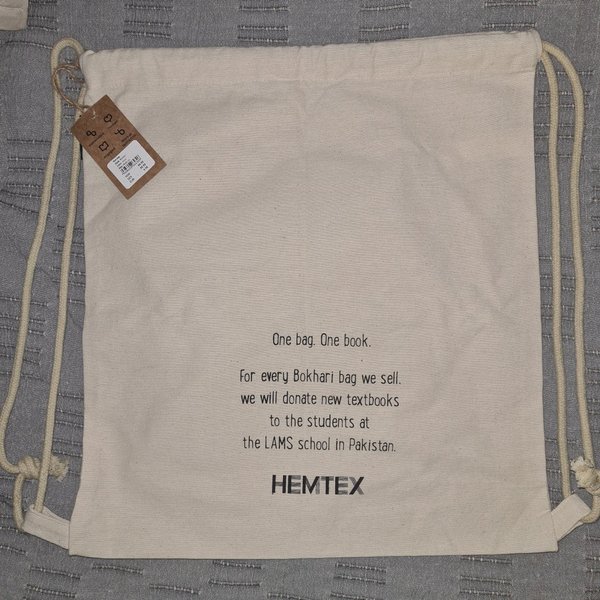 One bag. One book.
For every Bokhari bag we sell.
we will donate new textbooks
to the students at
the LAMS school in Pakistan.
HEMTEX